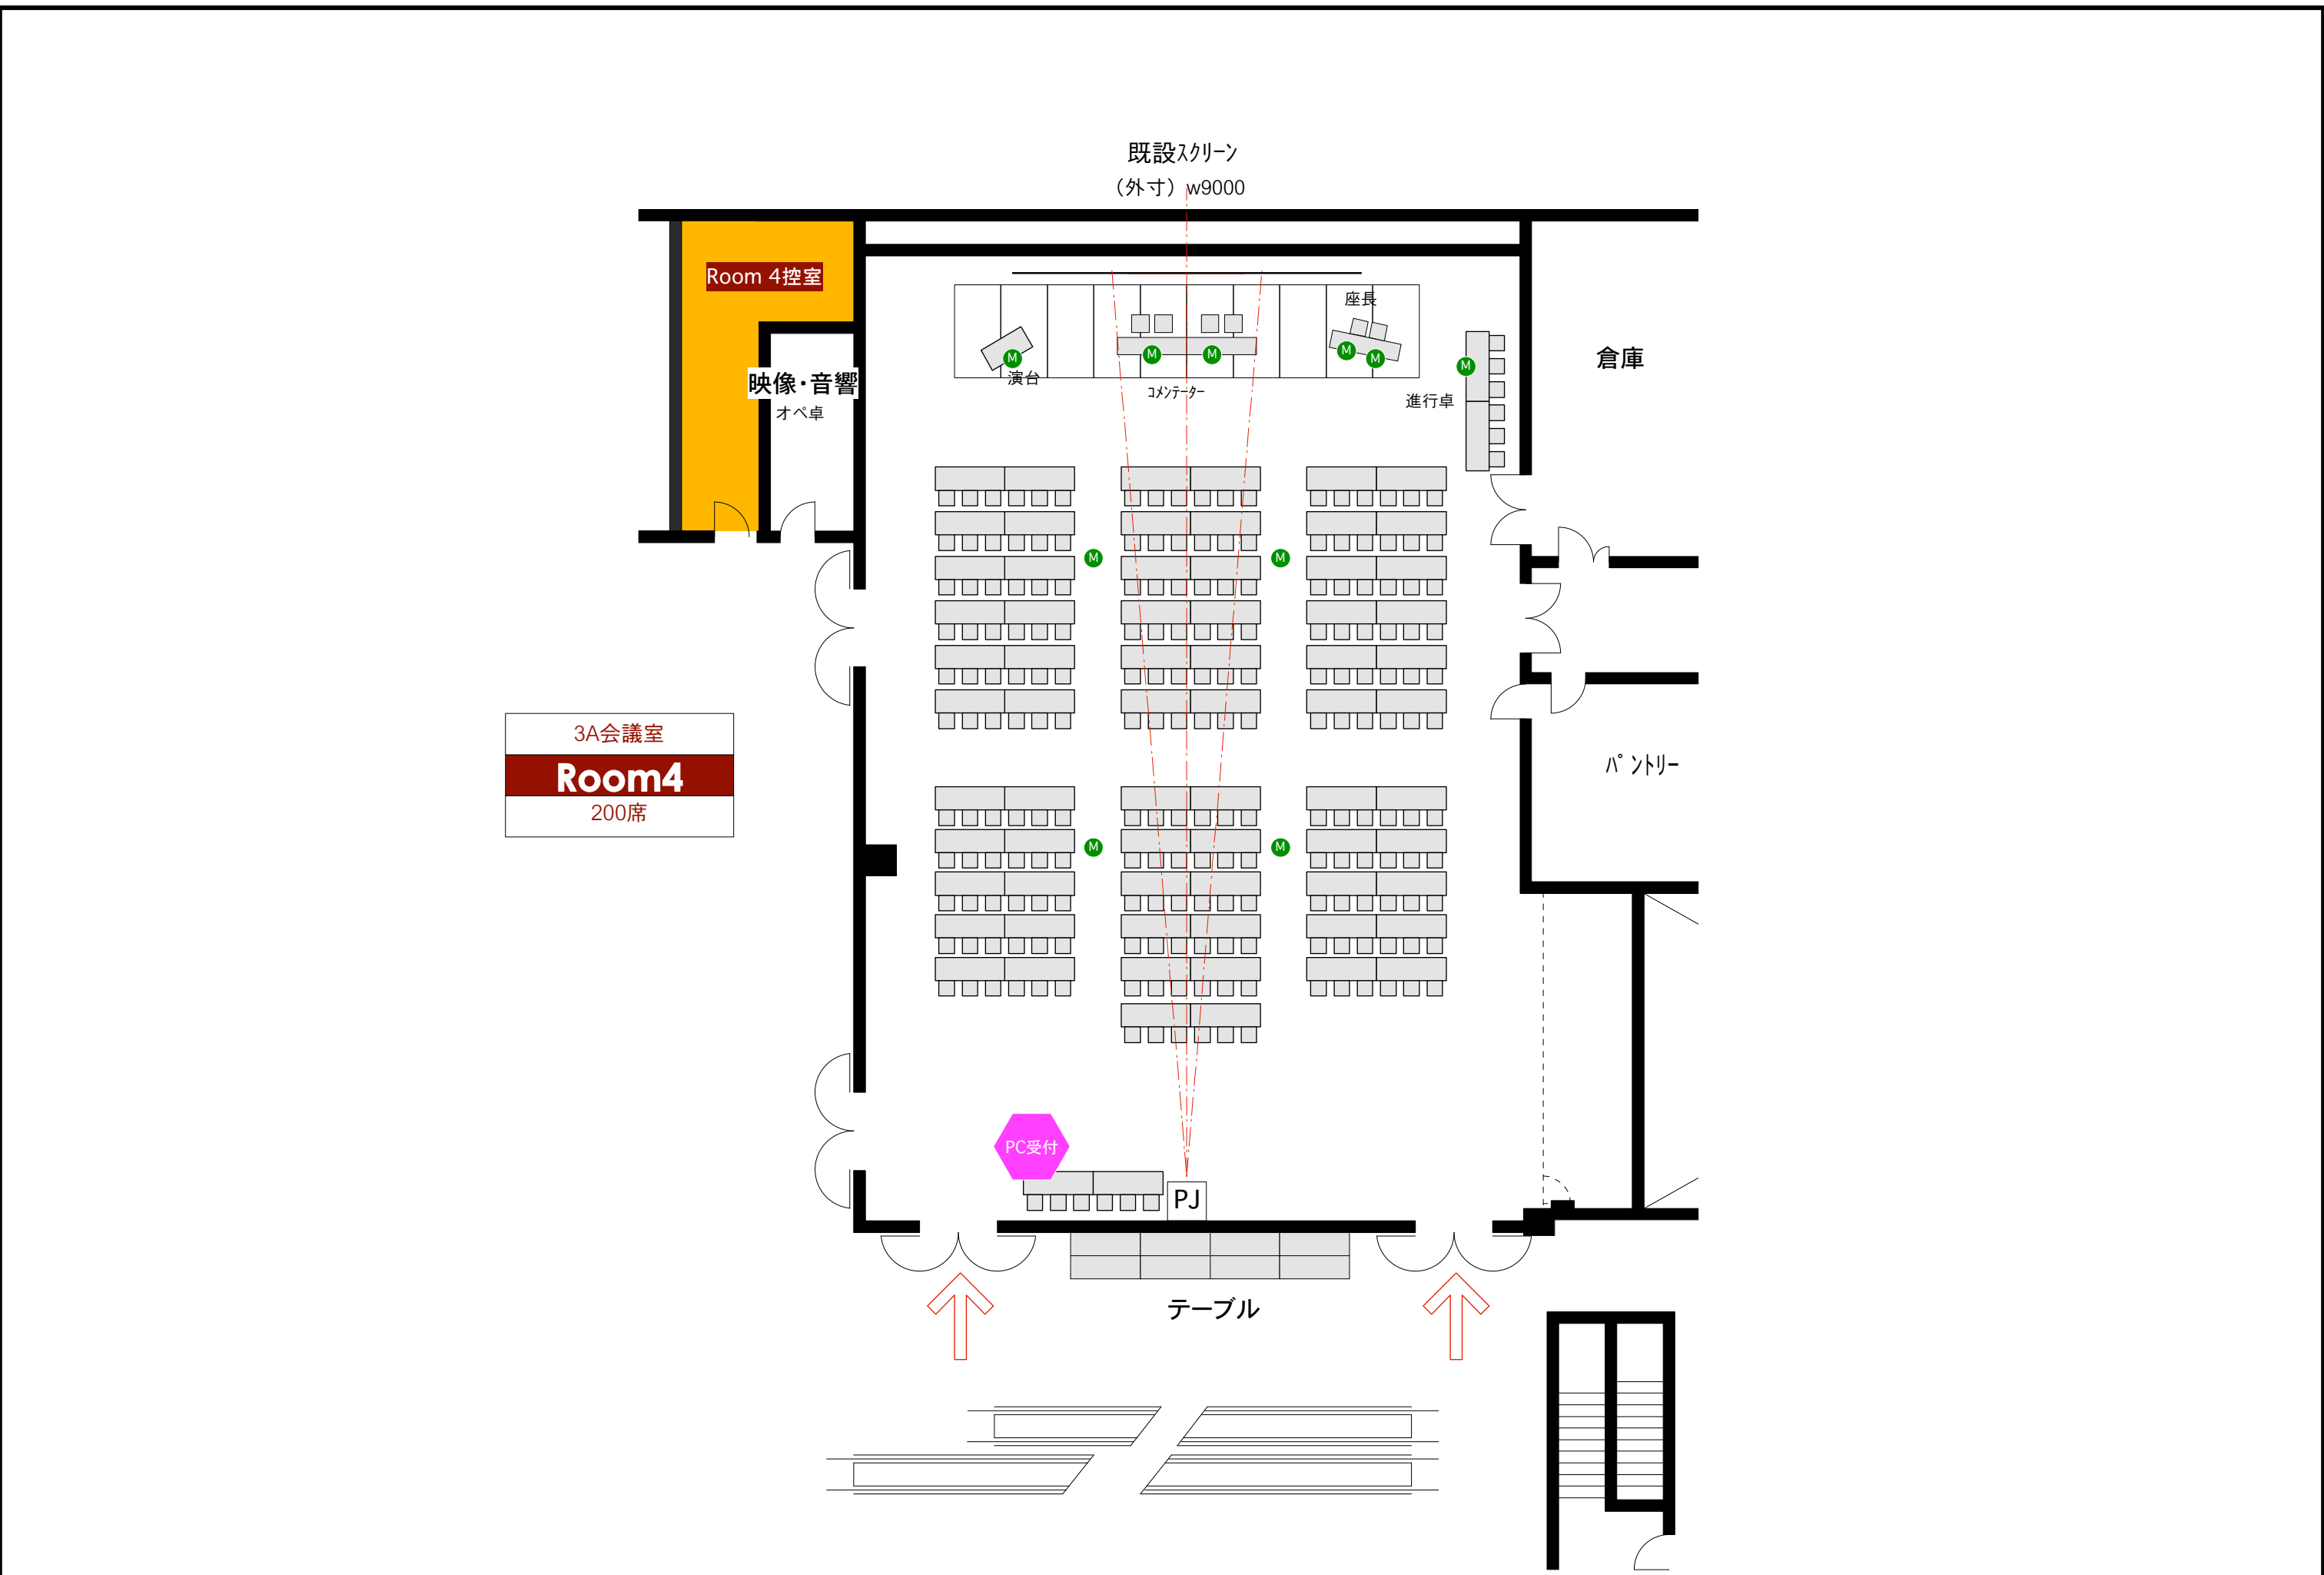 既設ｽｸﾘｰﾝ
（外寸）w9000
Room 4控室
座長
M
M
M
M
M
M
演台
ｺﾒﾝﾃｰﾀｰ
進行卓
倉庫
映像・音響
オペ卓
M
M
3A会議室
Room4
200席
ﾊﾟﾝﾄﾘｰ
M
M
PC受付
PJ
テーブル